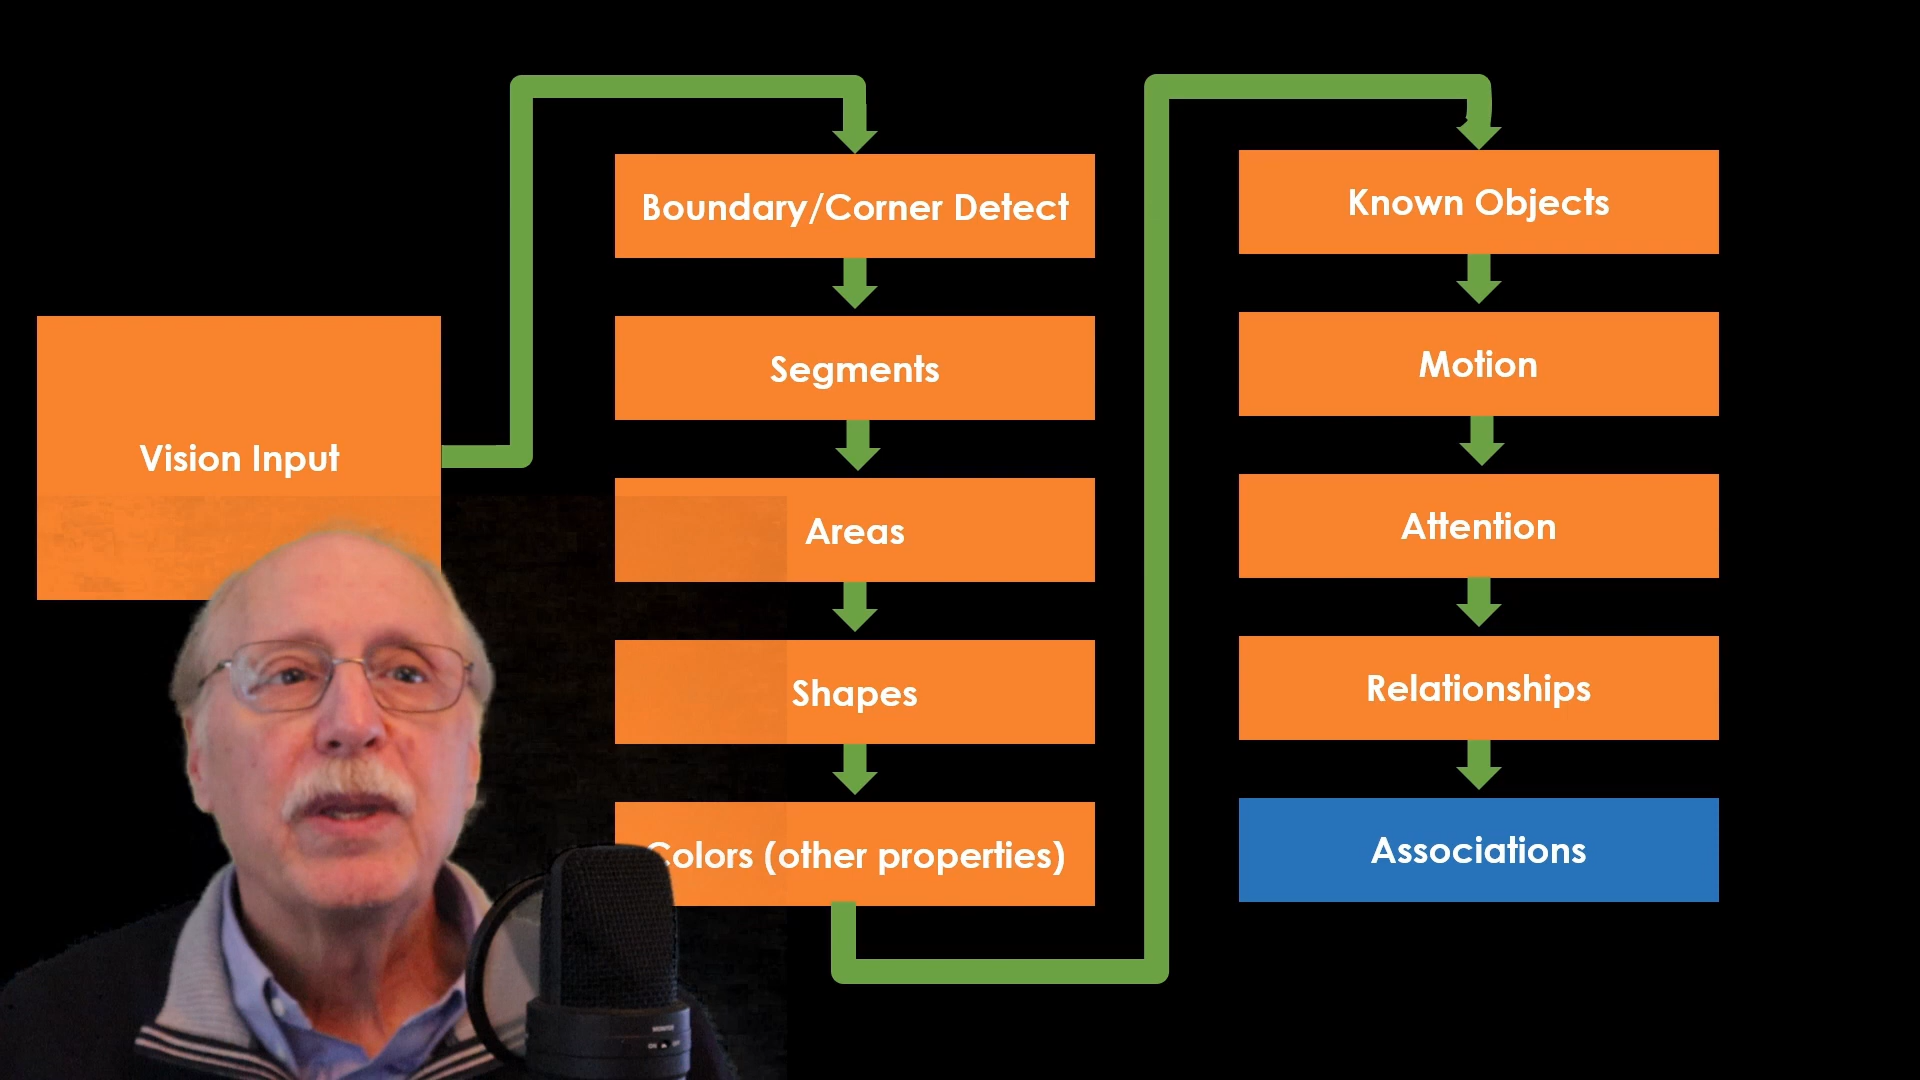 Vision Input
Boundary/Corner Detect
Segments
Areas
Shapes
Colors (other properties)
Known Objects
Motion
Attention
Relationships
Associations